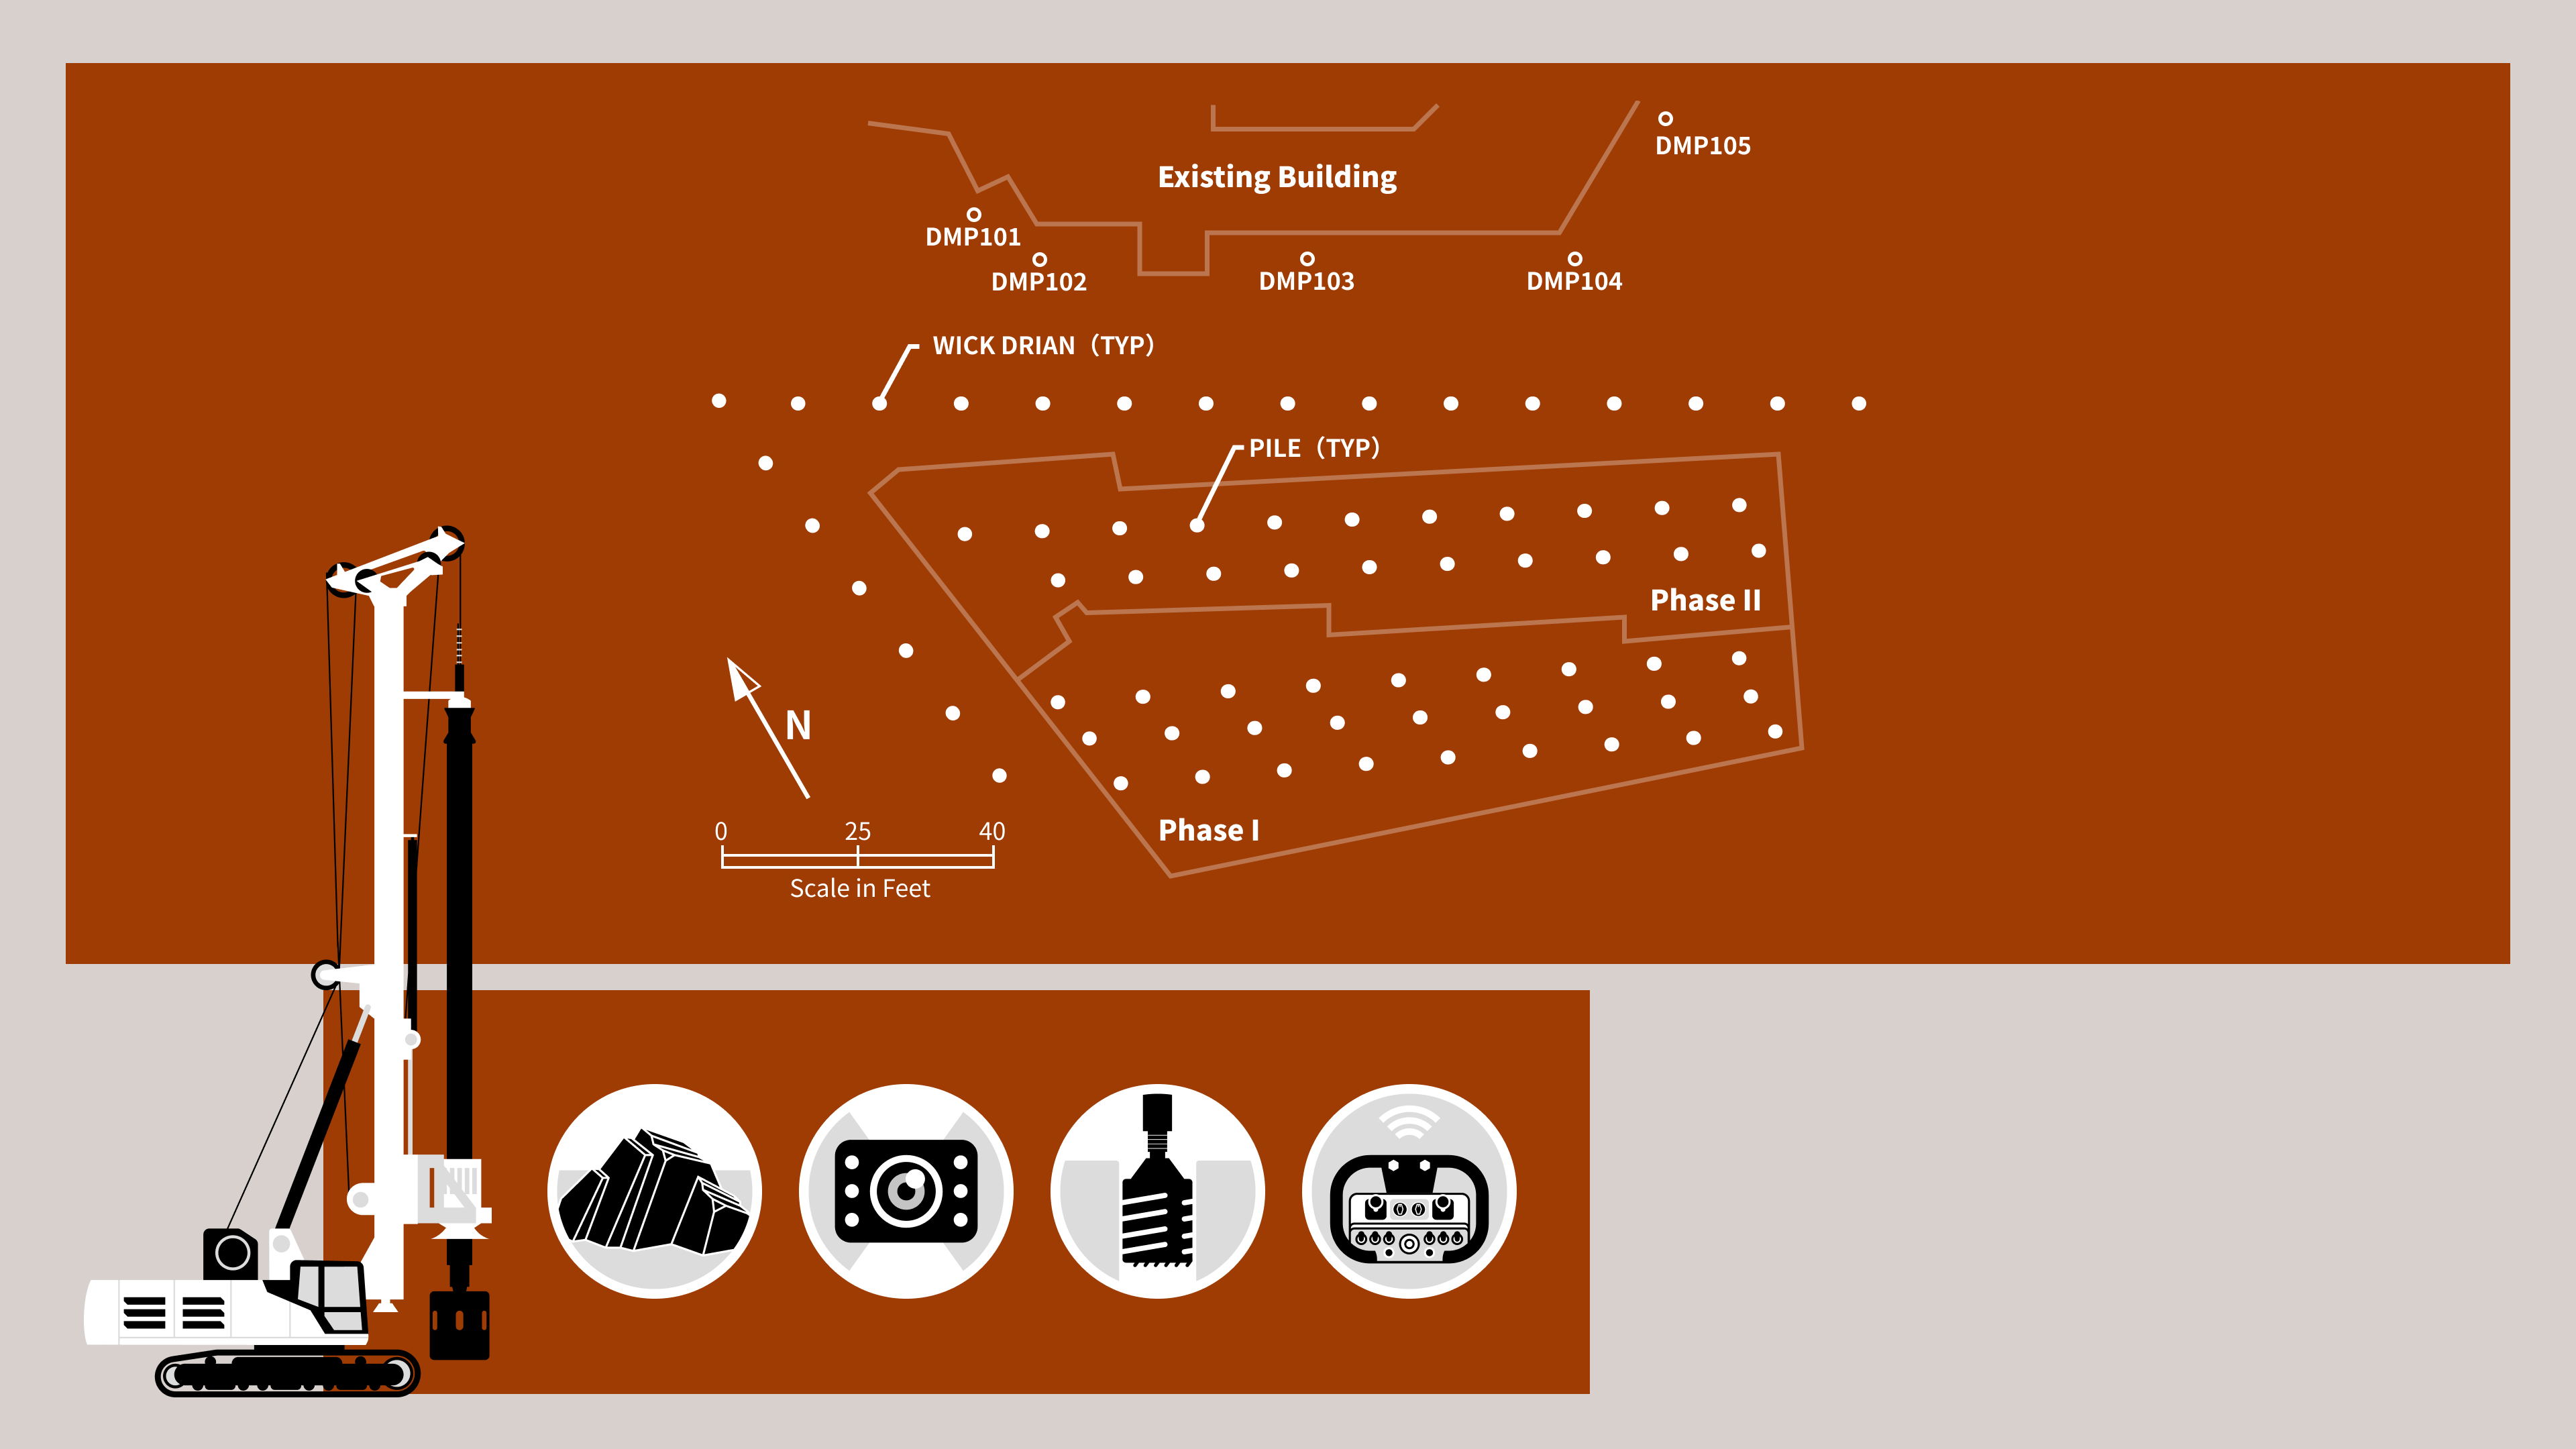 Existing Building
DMP105
DMP101
DMP102
DMP103
DMP104
WICK DRIAN（TYP）
PILE（TYP）
Phase II
N
Phase I
0 25 40
Scale in Feet